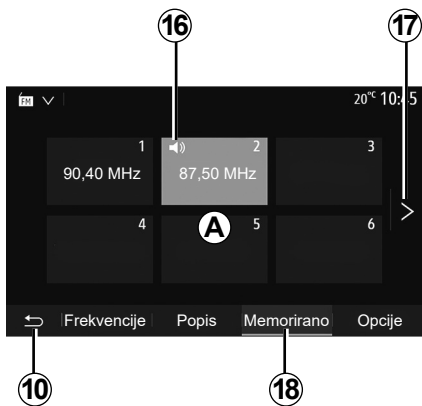 16 17
FM 20°C 10:45
1 2 3
90,40 MHz 87,50 MHz
4 A 5 6
Frekvencije Popis Memorirano Opcije
10 18